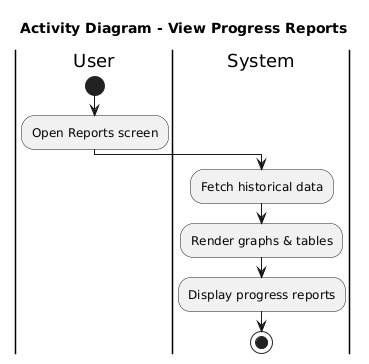 Activity Diagram - View Progress Reports
User
System
Open Reports screen
Fetch historical data
Render graphs & tables
Display progress reports